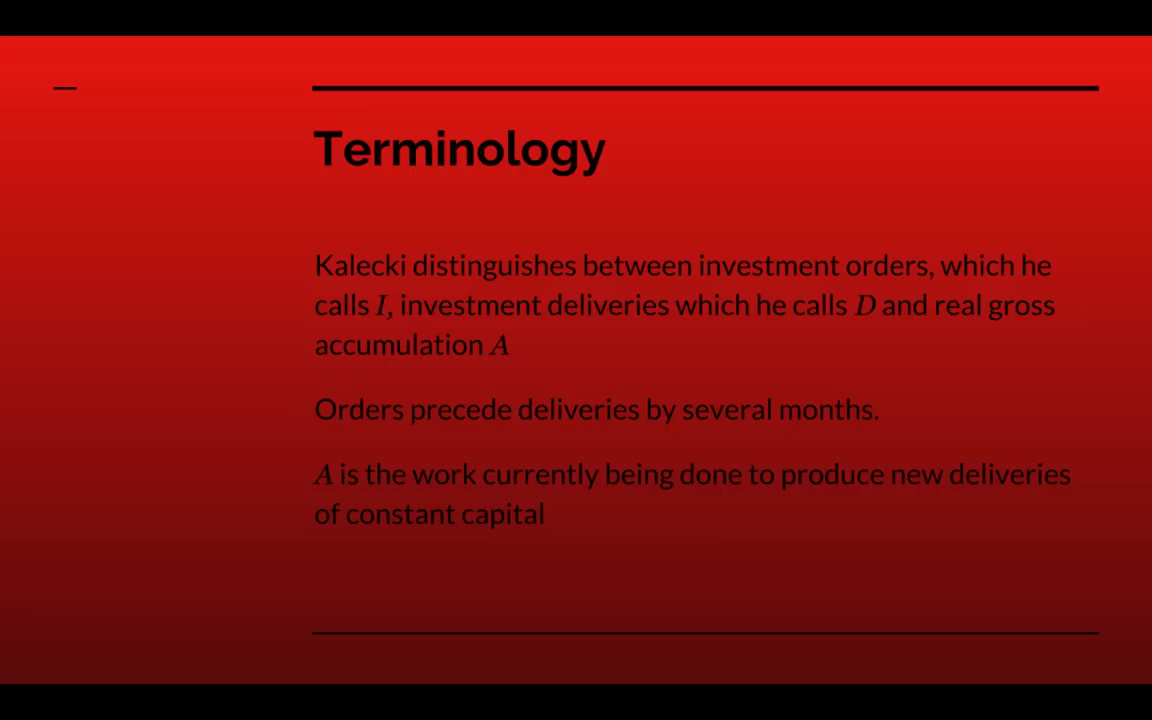 Terminology
Kalecki distinguishes between investment orders, which he
calls I, investment deliveries which he calls D and real gross
accumulation A
Orders precede deliveries by several months.
A is the work currently being done to produce new deliveries
of constant capital